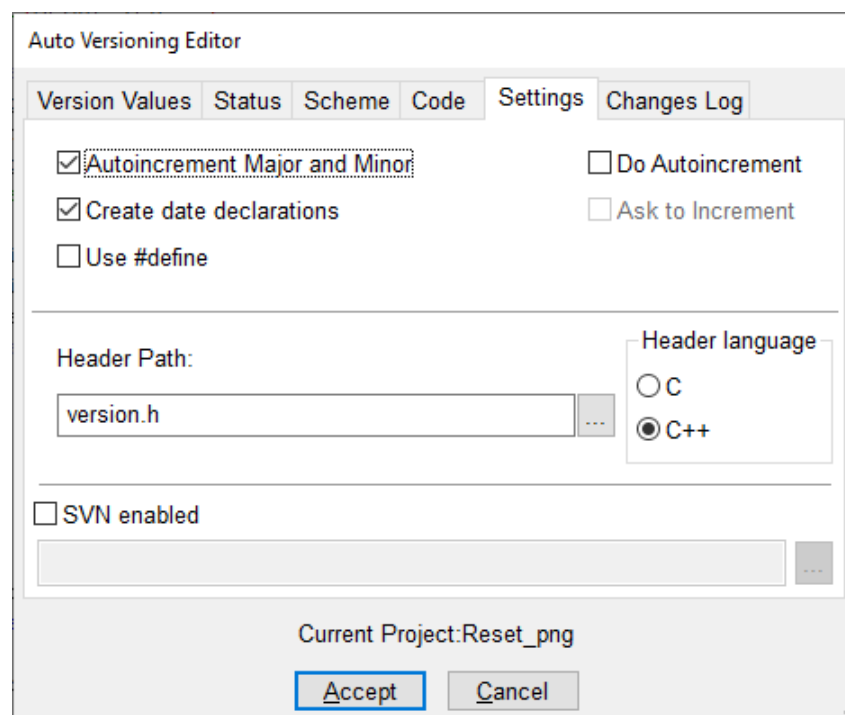 Auto Versioning Editor
Version Values Status Scheme Code Settings Changes Log
Autoincrement Major and Minor Do Autoincrement
Create date declarations Ask to Increment
Use #define
Header language
Header Path:
C
version.h ...
C++
SVN enabled
...
Current Project:Reset_png
Accept Cancel